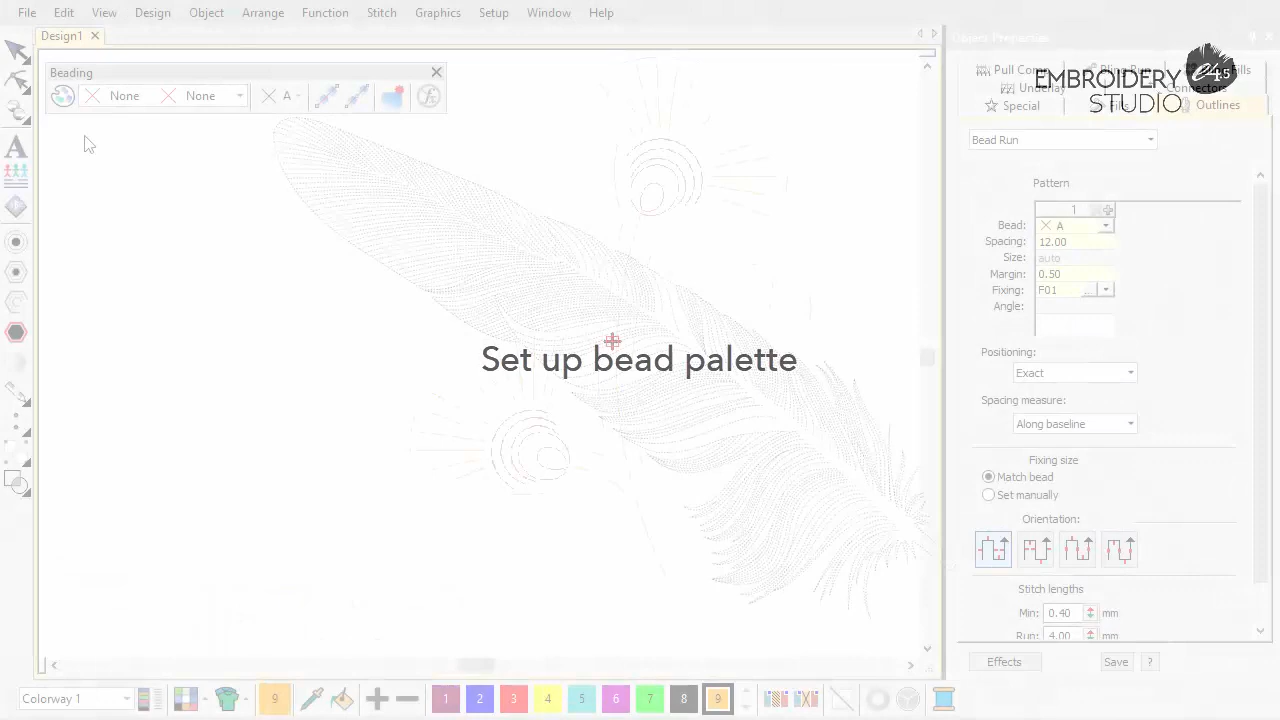 File Edit View Design Object Arrange Function Stitch Graphics Setup Window Help
Design1
Beading
None None A
EMBROIDERY
STUDIO
e4.5
Pull Comp
Underlay
Connectors
Special Fills Outlines
Bead Run
Pattern
1
Bead: A
Spacing: 12.00
Size: auto
Margin: 0.50
Fixing: F01 ...
Angle:
Set up bead palette
Positioning:
Exact
Spacing measure:
Along baseline
Fixing size
Match bead
Set manually
Orientation:
Stitch lengths
Min: 0.40 mm
Run: 4.00 mm
Effects Save ?
Colorway 1 9 1 2 3 4 5 6 7 8 9